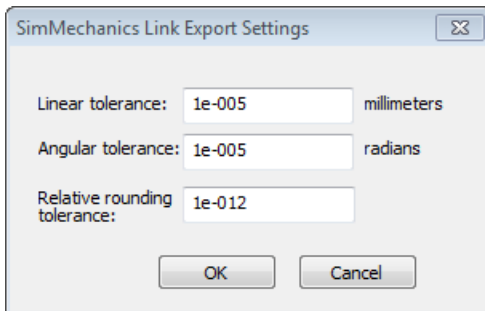 SimMechanics Link Export Settings
Linear tolerance: 1e-005 millimeters
Angular tolerance: 1e-005 radians
Relative rounding
tolerance: 1e-012
OK Cancel